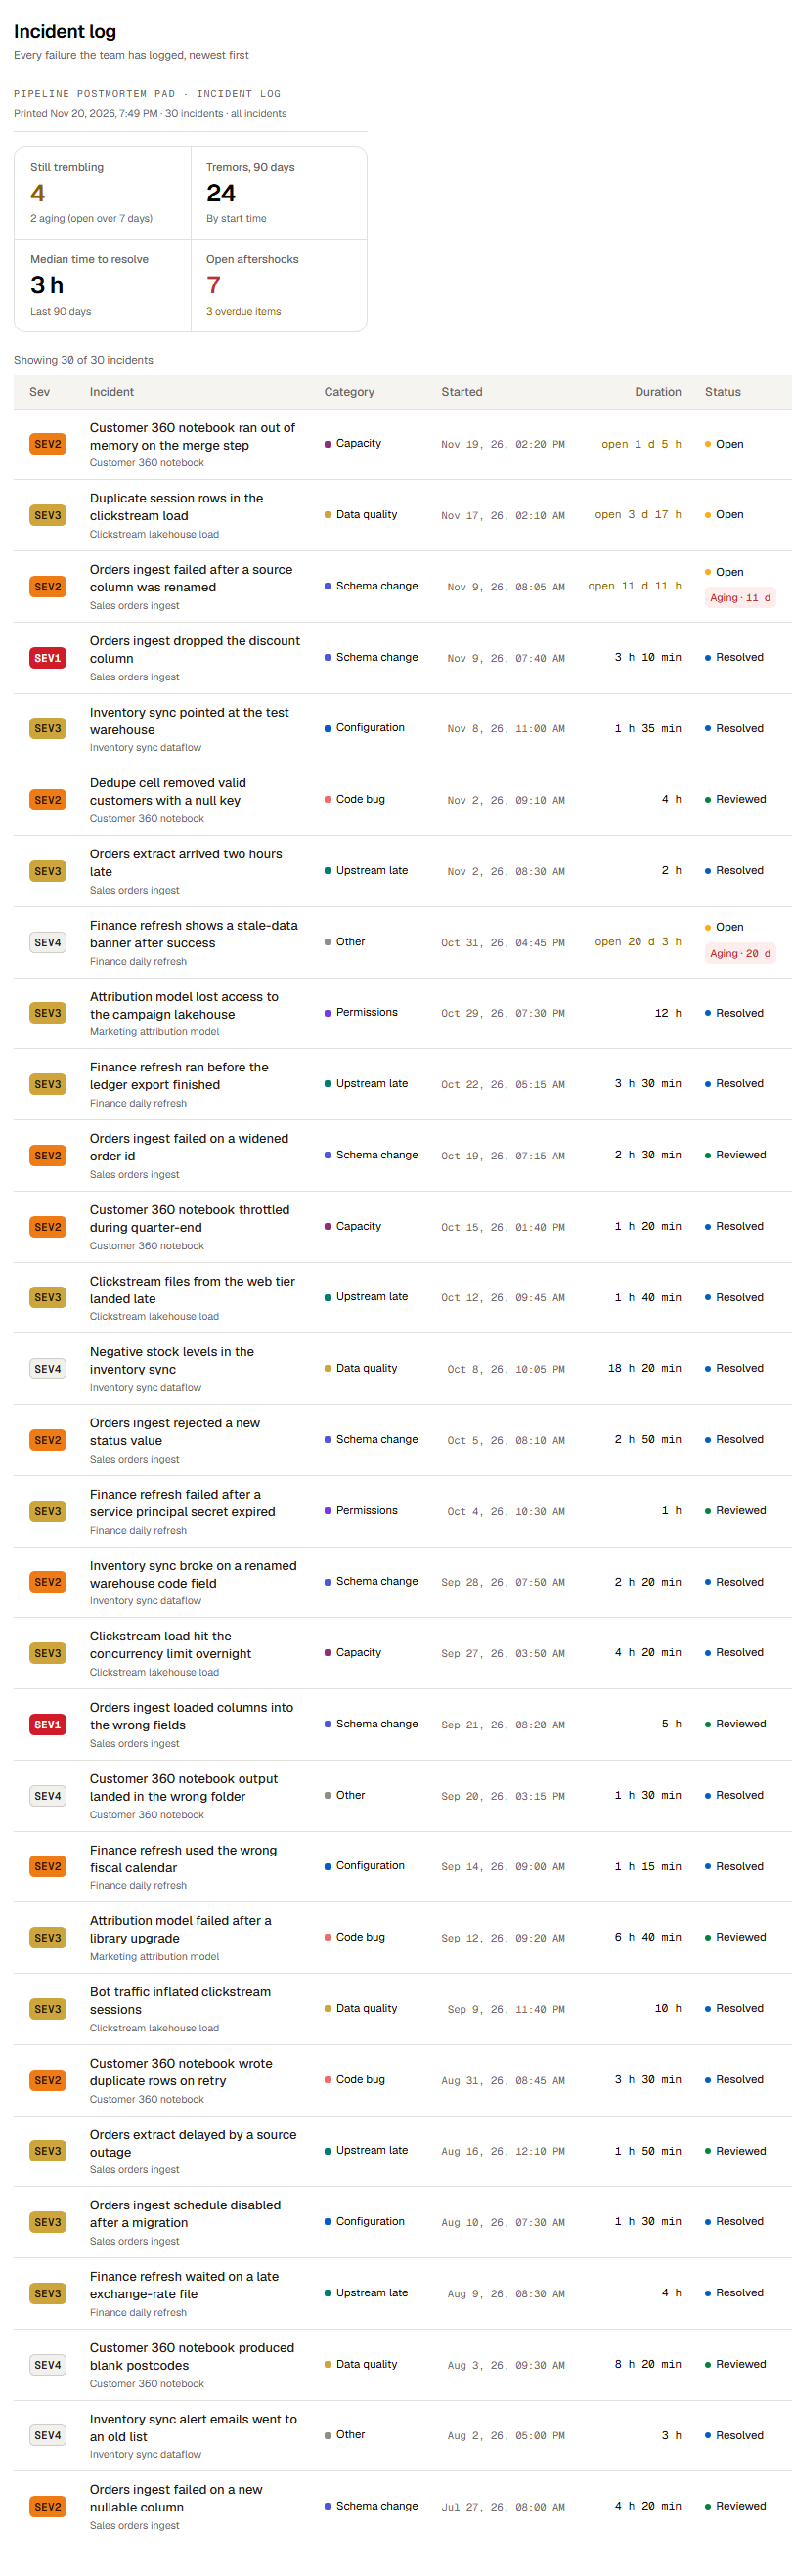 Incident log
Every failure the team has logged, newest first
PIPELINE POSTMORTEM PAD · INCIDENT LOG
Printed Nov 20, 2026, 7:49 PM · 30 incidents · all incidents
Still trembling
4
2 aging (open over 7 days)
Tremors, 90 days
24
By start time
Median time to resolve
3 h
Last 90 days
Open aftershocks
7
3 overdue items
Showing 30 of 30 incidents
Sev Incident Category Started Duration Status
SEV2 Customer 360 notebook ran out of
memory on the merge step
Customer 360 notebook
Capacity Nov 19, 26, 02:20 PM open 1 d 5 h Open
SEV3 Duplicate session rows in the
clickstream load
Clickstream lakehouse load
Data quality Nov 17, 26, 02:10 AM open 3 d 17 h Open
SEV2 Orders ingest failed after a source
column was renamed
Sales orders ingest
Schema change Nov 9, 26, 08:05 AM open 11 d 11 h Open
Aging · 11 d
SEV1 Orders ingest dropped the discount
column
Sales orders ingest
Schema change Nov 9, 26, 07:40 AM 3 h 10 min Resolved
SEV3 Inventory sync pointed at the test
warehouse
Inventory sync dataflow
Configuration Nov 8, 26, 11:00 AM 1 h 35 min Resolved
SEV2 Dedupe cell removed valid
customers with a null key
Customer 360 notebook
Code bug Nov 2, 26, 09:10 AM 4 h Reviewed
SEV3 Orders extract arrived two hours
late
Sales orders ingest
Upstream late Nov 2, 26, 08:30 AM 2 h Resolved
SEV4 Finance refresh shows a stale-data
banner after success
Finance daily refresh
Other Oct 31, 26, 04:45 PM open 20 d 3 h Open
Aging · 20 d
SEV3 Attribution model lost access to
the campaign lakehouse
Marketing attribution model
Permissions Oct 29, 26, 07:30 PM 12 h Resolved
SEV3 Finance refresh ran before the
ledger export finished
Finance daily refresh
Upstream late Oct 22, 26, 05:15 AM 3 h 30 min Resolved
SEV2 Orders ingest failed on a widened
order id
Sales orders ingest
Schema change Oct 19, 26, 07:15 AM 2 h 30 min Reviewed
SEV2 Customer 360 notebook throttled
during quarter-end
Customer 360 notebook
Capacity Oct 15, 26, 01:40 PM 1 h 20 min Resolved
SEV3 Clickstream files from the web tier
landed late
Clickstream lakehouse load
Upstream late Oct 12, 26, 09:45 AM 1 h 40 min Resolved
SEV4 Negative stock levels in the
inventory sync
Inventory sync dataflow
Data quality Oct 8, 26, 10:05 PM 18 h 20 min Resolved
SEV2 Orders ingest rejected a new
status value
Sales orders ingest
Schema change Oct 5, 26, 08:10 AM 2 h 50 min Resolved
SEV3 Finance refresh failed after a
service principal secret expired
Finance daily refresh
Permissions Oct 4, 26, 10:30 AM 1 h Reviewed
SEV2 Inventory sync broke on a renamed
warehouse code field
Inventory sync dataflow
Schema change Sep 28, 26, 07:50 AM 2 h 20 min Resolved
SEV3 Clickstream load hit the
concurrency limit overnight
Clickstream lakehouse load
Capacity Sep 27, 26, 03:50 AM 4 h 20 min Resolved
SEV1 Orders ingest loaded columns into
the wrong fields
Sales orders ingest
Schema change Sep 21, 26, 08:20 AM 5 h Reviewed
SEV4 Customer 360 notebook output
landed in the wrong folder
Customer 360 notebook
Other Sep 20, 26, 03:15 PM 1 h 30 min Resolved
SEV2 Finance refresh used the wrong
fiscal calendar
Finance daily refresh
Configuration Sep 14, 26, 09:00 AM 1 h 15 min Resolved
SEV3 Attribution model failed after a
library upgrade
Marketing attribution model
Code bug Sep 12, 26, 09:20 AM 6 h 40 min Reviewed
SEV3 Bot traffic inflated clickstream
sessions
Clickstream lakehouse load
Data quality Sep 9, 26, 11:40 PM 10 h Resolved
SEV2 Customer 360 notebook wrote
duplicate rows on retry
Customer 360 notebook
Code bug Aug 31, 26, 08:45 AM 3 h 30 min Resolved
SEV3 Orders extract delayed by a source
outage
Sales orders ingest
Upstream late Aug 16, 26, 12:10 PM 1 h 50 min Reviewed
SEV3 Orders ingest schedule disabled
after a migration
Sales orders ingest
Configuration Aug 10, 26, 07:30 AM 1 h 30 min Resolved
SEV3 Finance refresh waited on a late
exchange-rate file
Finance daily refresh
Upstream late Aug 9, 26, 08:30 AM 4 h Resolved
SEV4 Customer 360 notebook produced
blank postcodes
Customer 360 notebook
Data quality Aug 3, 26, 09:30 AM 8 h 20 min Reviewed
SEV4 Inventory sync alert emails went to
an old list
Inventory sync dataflow
Other Aug 2, 26, 05:00 PM 3 h Resolved
SEV2 Orders ingest failed on a new
nullable column
Sales orders ingest
Schema change Jul 27, 26, 08:00 AM 4 h 20 min Reviewed